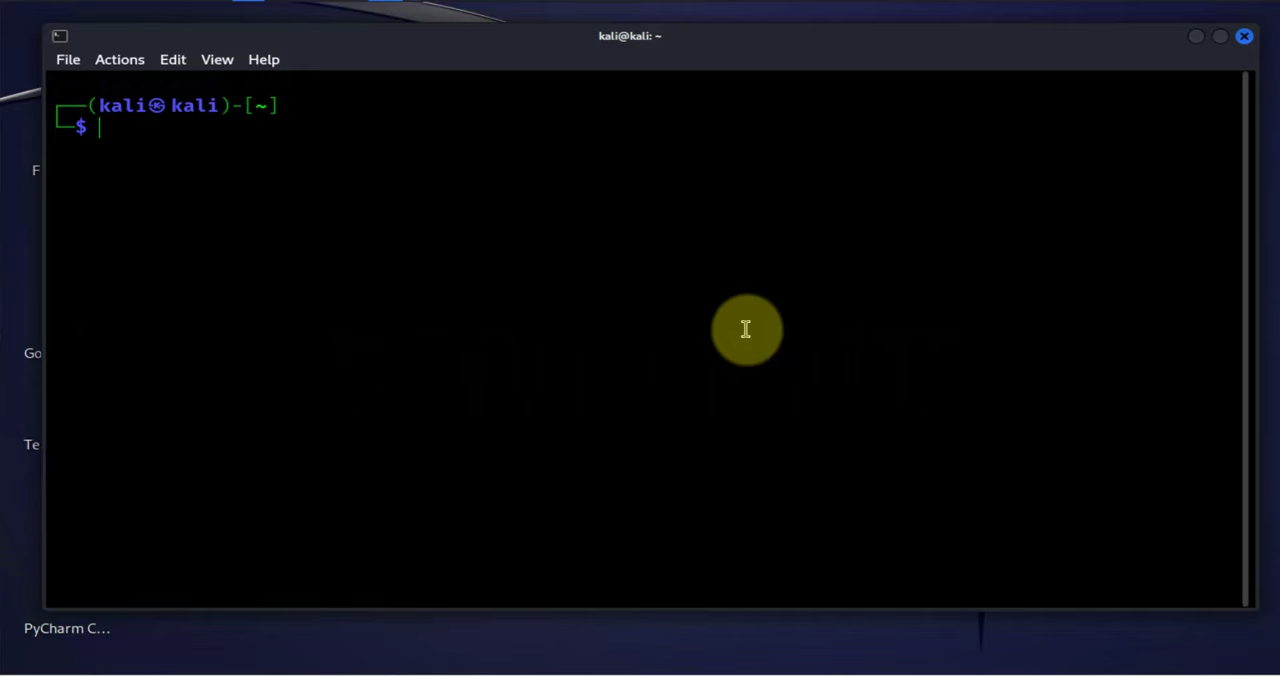 kali@kali: ~
File Actions Edit View Help
┌──(kali㉿kali)-[~]
└─$
F
Go
Te
PyCharm C...